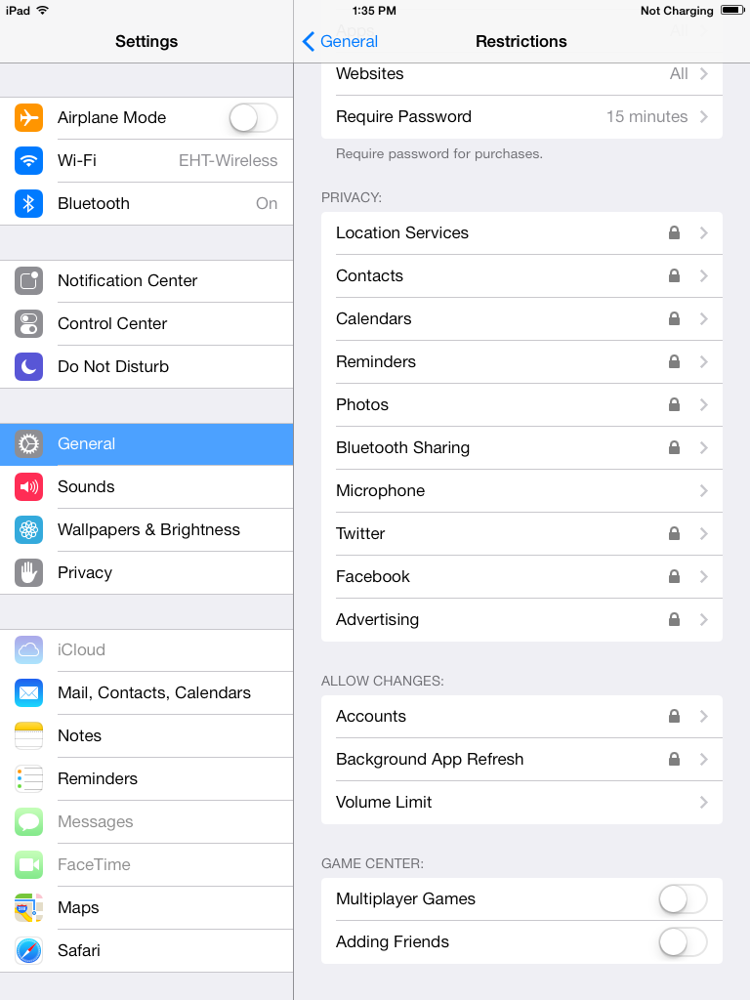 iPad
1:35 PM
Not Charging
Settings
Airplane Mode
Wi-Fi EHT-Wireless
Bluetooth On
Notification Center
Control Center
Do Not Disturb
General
Sounds
Wallpapers & Brightness
Privacy
iCloud
Mail, Contacts, Calendars
Notes
Reminders
Messages
FaceTime
Maps
Safari
General
Restrictions
Apps All
Websites All
Require Password 15 minutes
Require password for purchases.
PRIVACY:
Location Services
Contacts
Calendars
Reminders
Photos
Bluetooth Sharing
Microphone
Twitter
Facebook
Advertising
ALLOW CHANGES:
Accounts
Background App Refresh
Volume Limit
GAME CENTER:
Multiplayer Games
Adding Friends